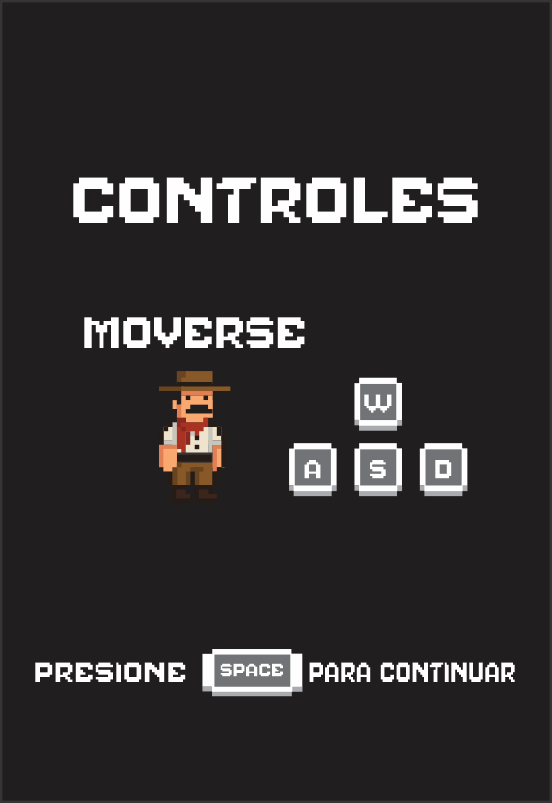 CONTROLES
MOVERSE
W
A S D
PRESIONE SPACE PARA CONTINUAR